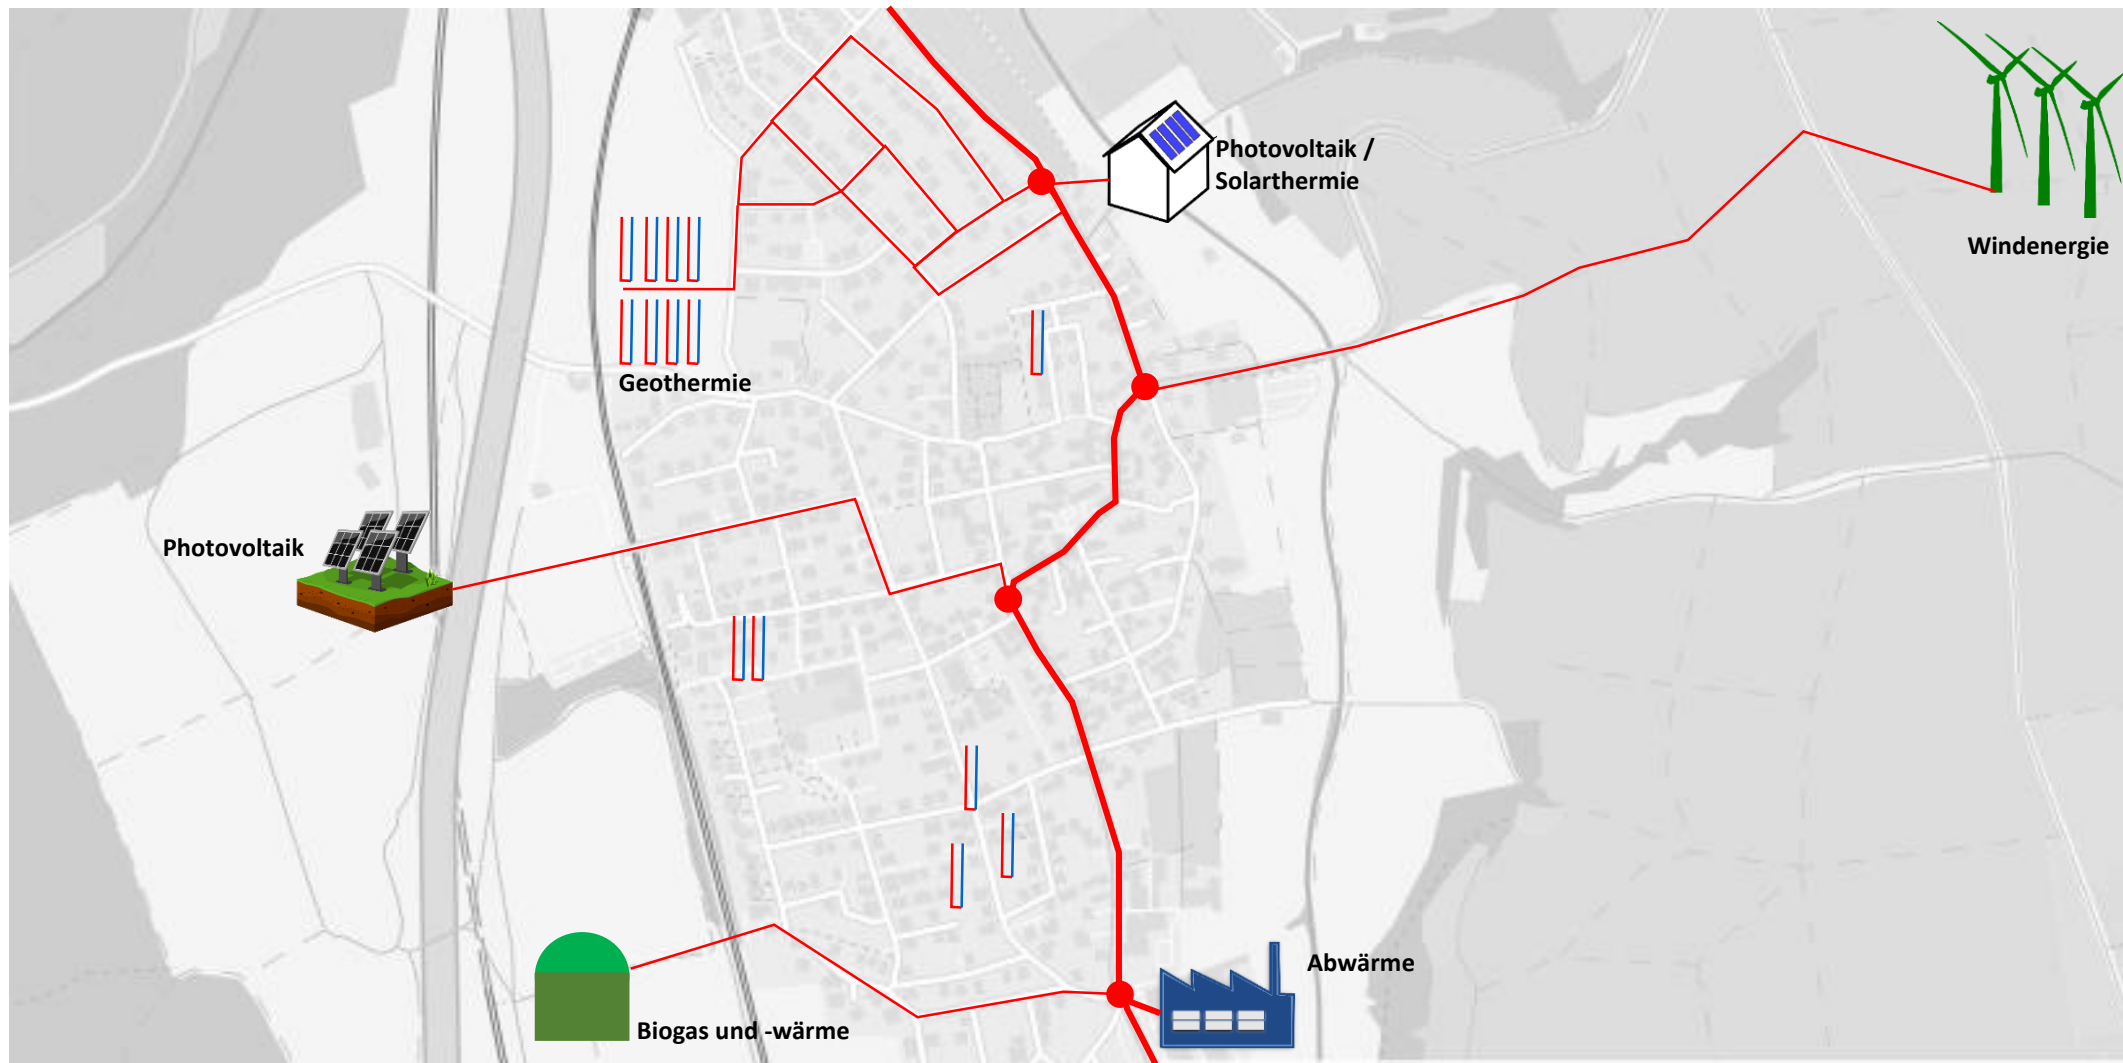 Photovoltaik /
Solarthermie
Windenergie
Geothermie
Photovoltaik
Abwärme
Biogas und -wärme